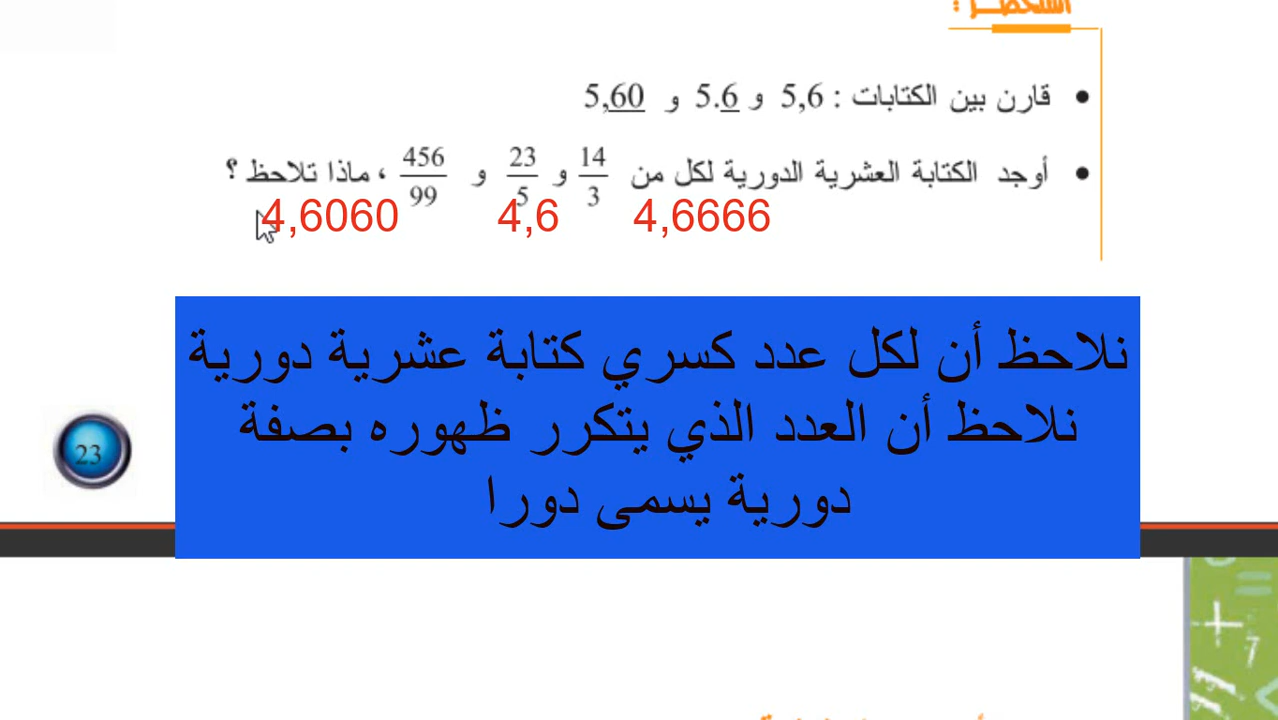 استحضر :
• قارن بين الكتابات : 5,6 و 5.6 و 5,60
• أوجد الكتابة العشرية الدورية لكل من 14/3 و 23/5 و 456/99 ، ماذا تلاحظ ؟
4,6666 4,6 4,6060
نلاحظ أن لكل عدد كسري كتابة عشرية دورية
نلاحظ أن العدد الذي يتكرر ظهوره بصفة
دورية يسمى دورا
23
7